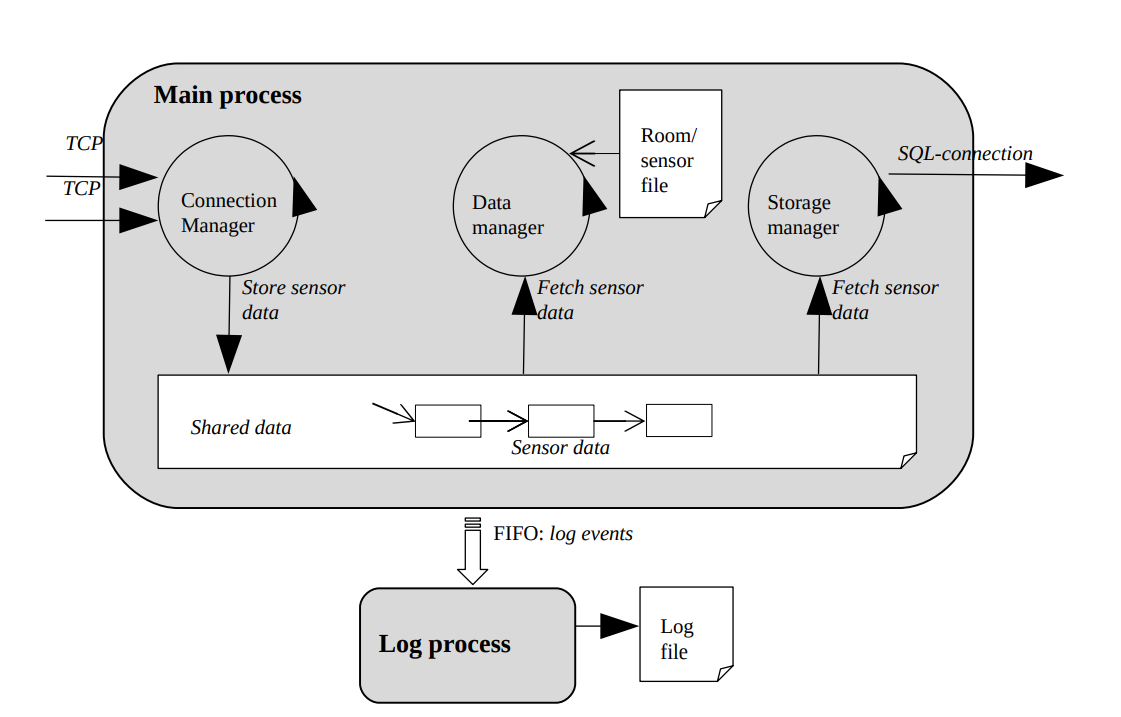 Main process
TCP
TCP
Connection
Manager
Data
manager
Room/
sensor
file
Storage
manager
SQL-connection
Store sensor
data
Fetch sensor
data
Fetch sensor
data
Shared data
Sensor data
FIFO: log events
Log process
Log
file